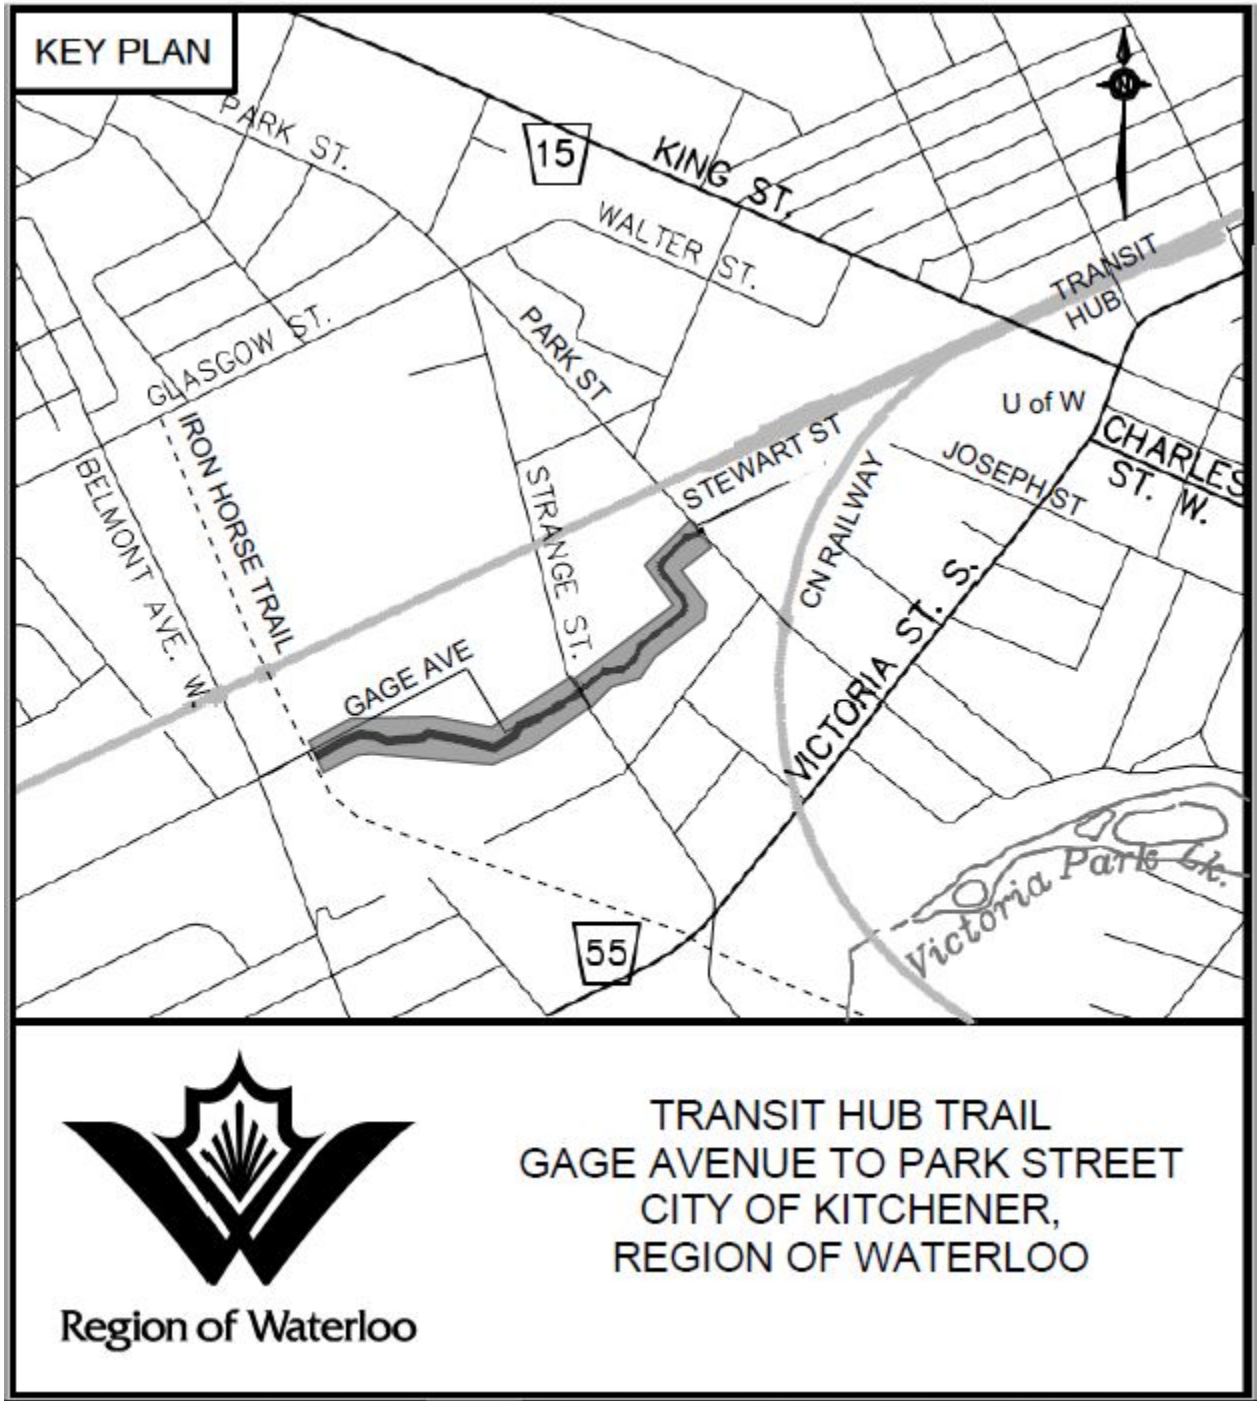 KEY PLAN
PARK ST.
15
KING ST.
N
WALTER ST.
TRANSIT
HUB
PARK ST
GLASGOW ST.
U of W
IRON HORSE TRAIL
CHARLES
ST. W.
STEWART ST
JOSEPH ST
BELMONT AVE. W.
STRANGE ST.
CN RAILWAY
VICTORIA ST. S.
GAGE AVE
Victoria Park Lk.
55
TRANSIT HUB TRAIL
GAGE AVENUE TO PARK STREET
CITY OF KITCHENER,
REGION OF WATERLOO
Region of Waterloo